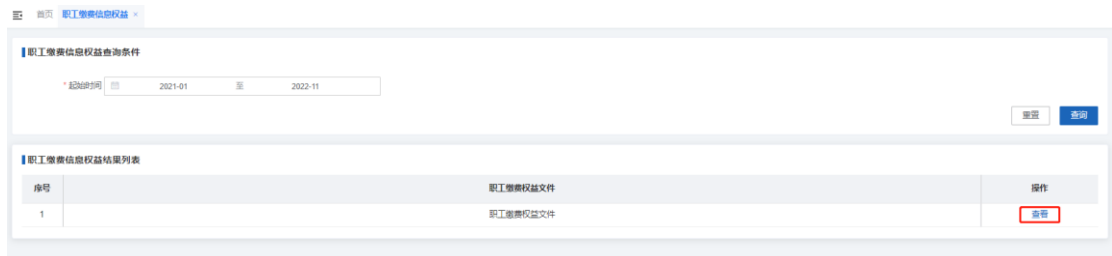 首页 职工缴费信息权益 ×
职工缴费信息权益查询条件
* 起始时间 2021-01 至 2022-11
重置 查询
职工缴费信息权益结果列表
序号 职工缴费权益文件 操作
1 职工缴费权益文件 查看